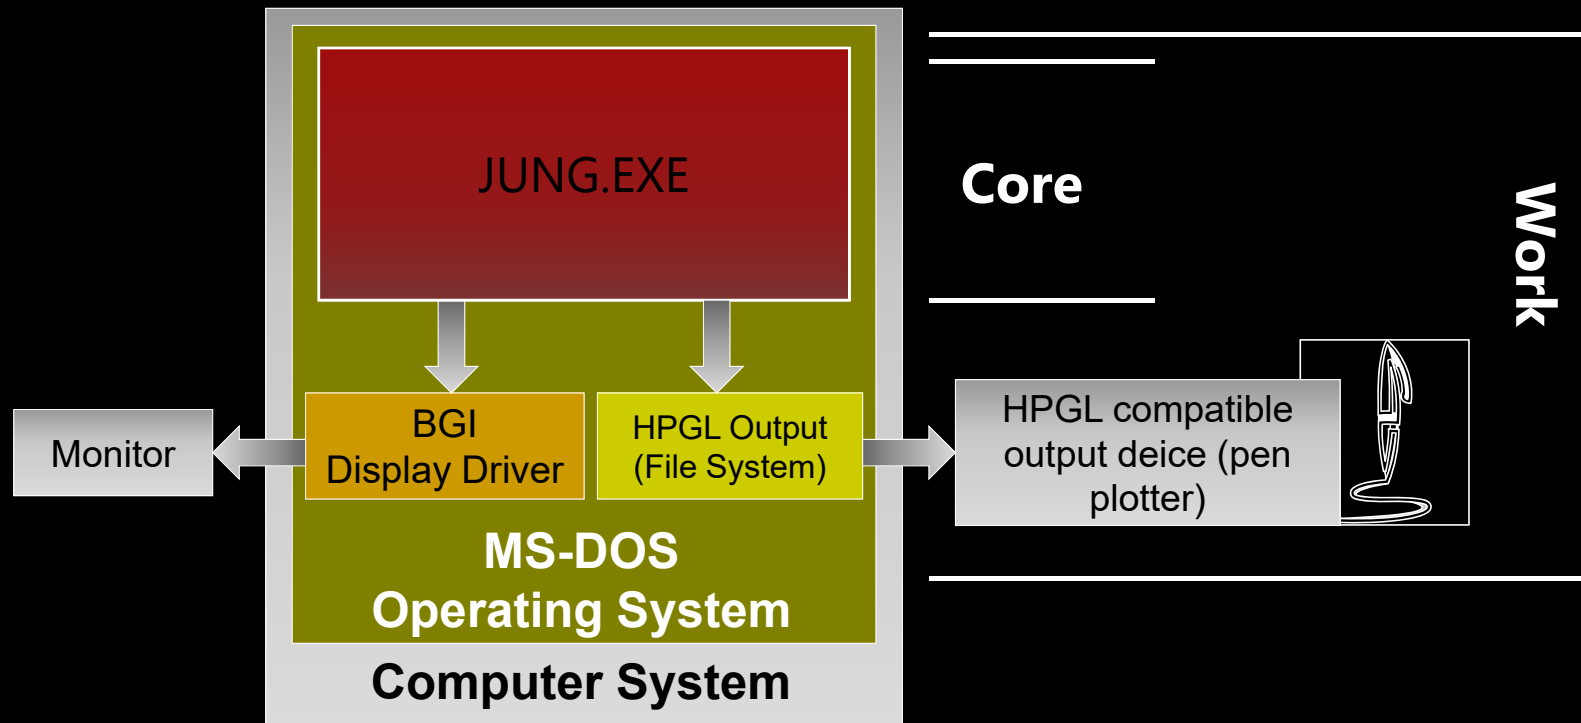 JUNG.EXE
Core
Work
Monitor
BGI
Display Driver
HPGL Output
(File System)
HPGL compatible
output deice (pen
plotter)
MS-DOS
Operating System
Computer System